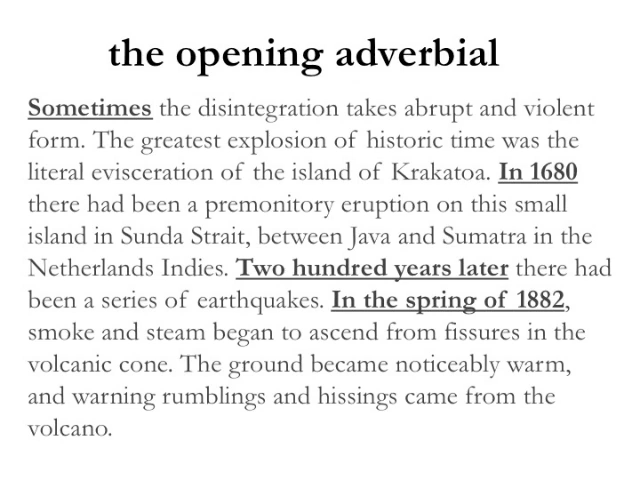 the opening adverbial
Sometimes the disintegration takes abrupt and violent
form. The greatest explosion of historic time was the
literal evisceration of the island of Krakatoa. In 1680
there had been a premonitory eruption on this small
island in Sunda Strait, between Java and Sumatra in the
Netherlands Indies. Two hundred years later there had
been a series of earthquakes. In the spring of 1882,
smoke and steam began to ascend from fissures in the
volcanic cone. The ground became noticeably warm,
and warning rumblings and hissings came from the
volcano.